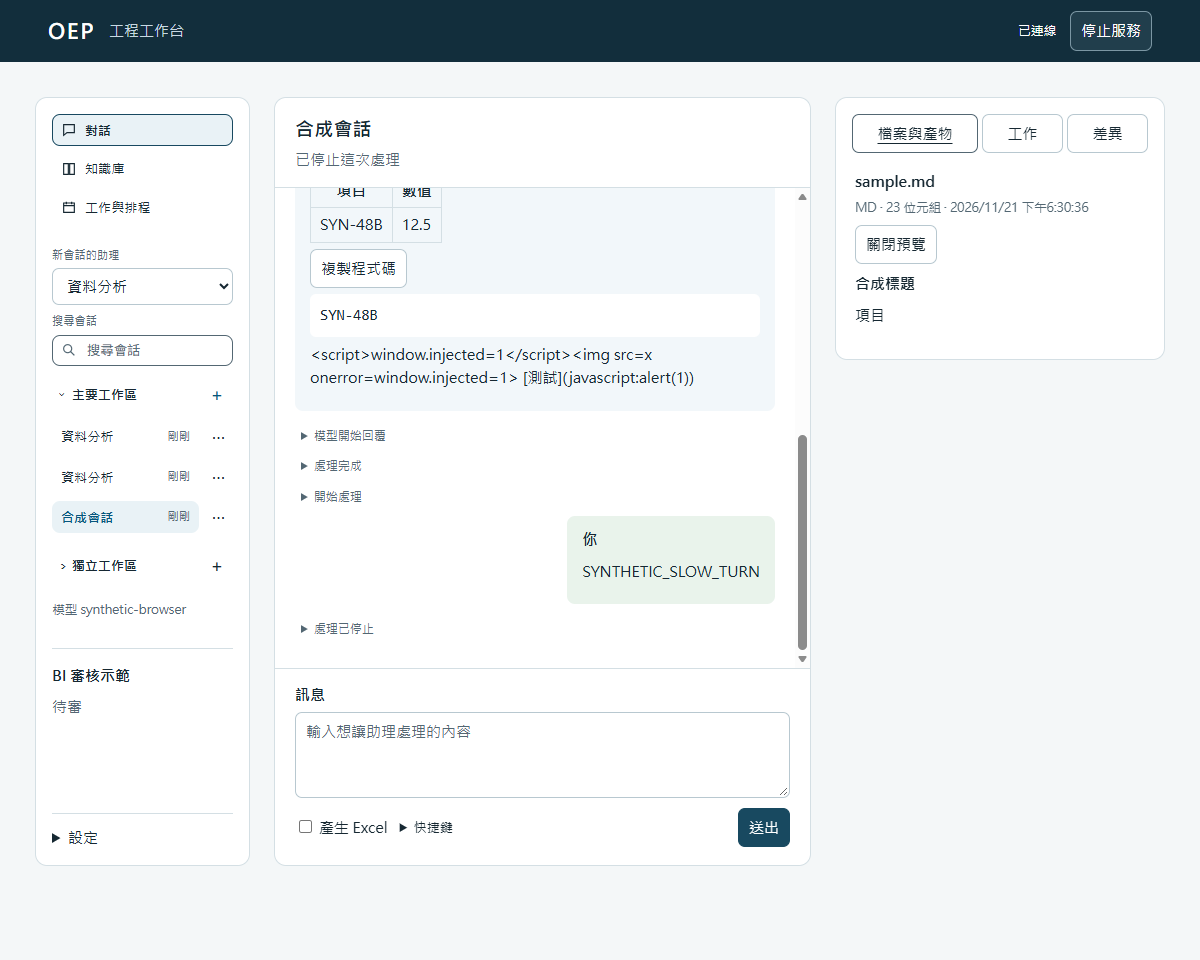 OEP 工程工作台
已連線 停止服務
對話
知識庫
工作與排程
新會話的助理
資料分析
搜尋會話
搜尋會話
主要工作區 +
資料分析 剛剛 ...
資料分析 剛剛 ...
合成會話 剛剛 ...
獨立工作區 +
模型 synthetic-browser
BI 審核示範
待審
設定
合成會話
已停止這次處理
項目 數值
SYN-48B 12.5
複製程式碼
SYN-48B
<script>window.injected=1</script><img src=x
onerror=window.injected=1> [測試](javascript:alert(1))
模型開始回覆
處理完成
開始處理
你
SYNTHETIC_SLOW_TURN
處理已停止
訊息
輸入想讓助理處理的內容
產生 Excel 快捷鍵
送出
檔案與產物 工作 差異
sample.md
MD · 23 位元組 · 2026/11/21 下午6:30:36
關閉預覽
合成標題
項目